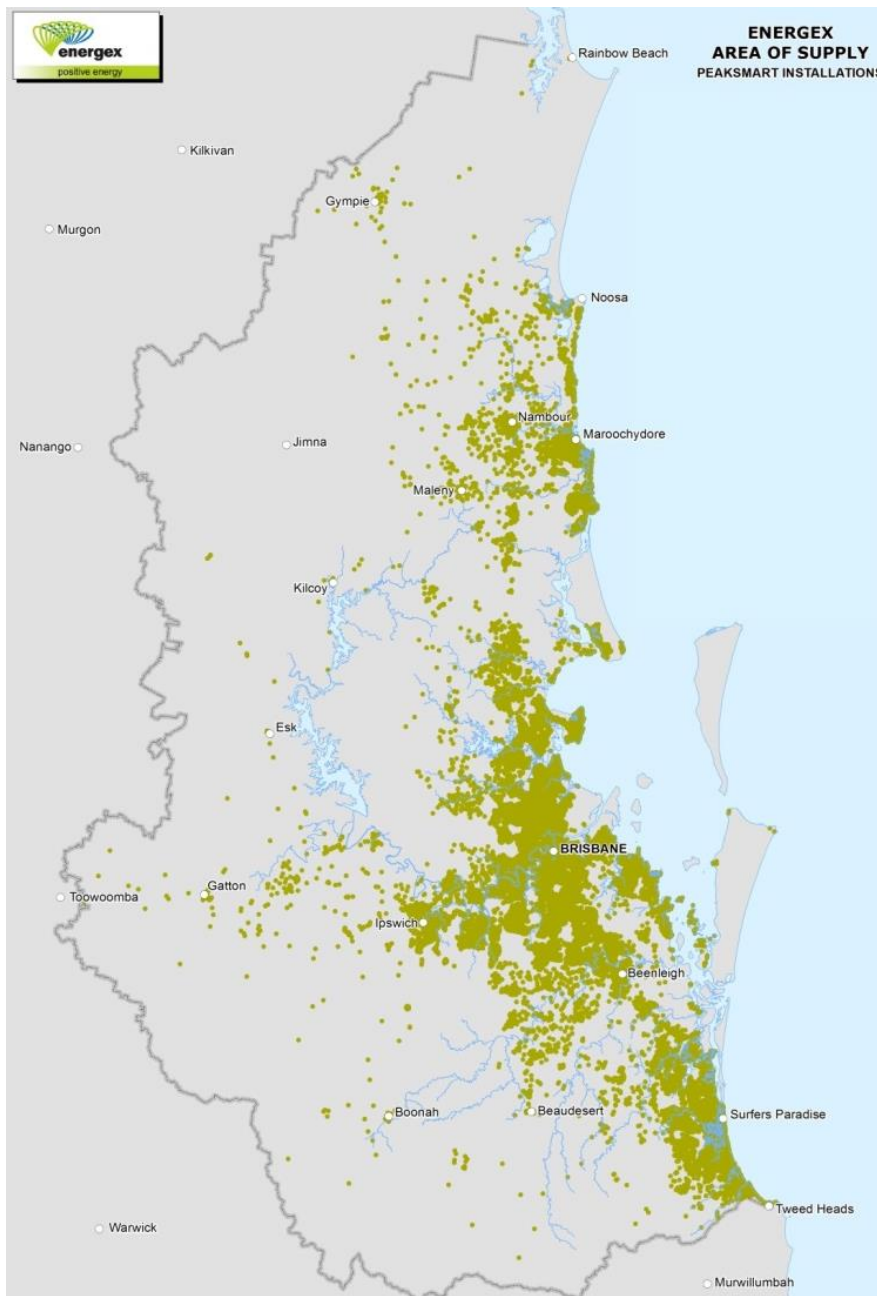 energex
positive energy
ENERGEX
AREA OF SUPPLY
PEAKSMART INSTALLATIONS
Rainbow Beach
Kilkivan
Gympie
Murgon
Noosa
Nambour
Maroochydore
Nanango
Jimna
Maleny
Kilcoy
Esk
BRISBANE
Gatton
Toowoomba
Ipswich
Beenleigh
Boonah
Beaudesert
Surfers Paradise
Tweed Heads
Warwick
Murwillumbah